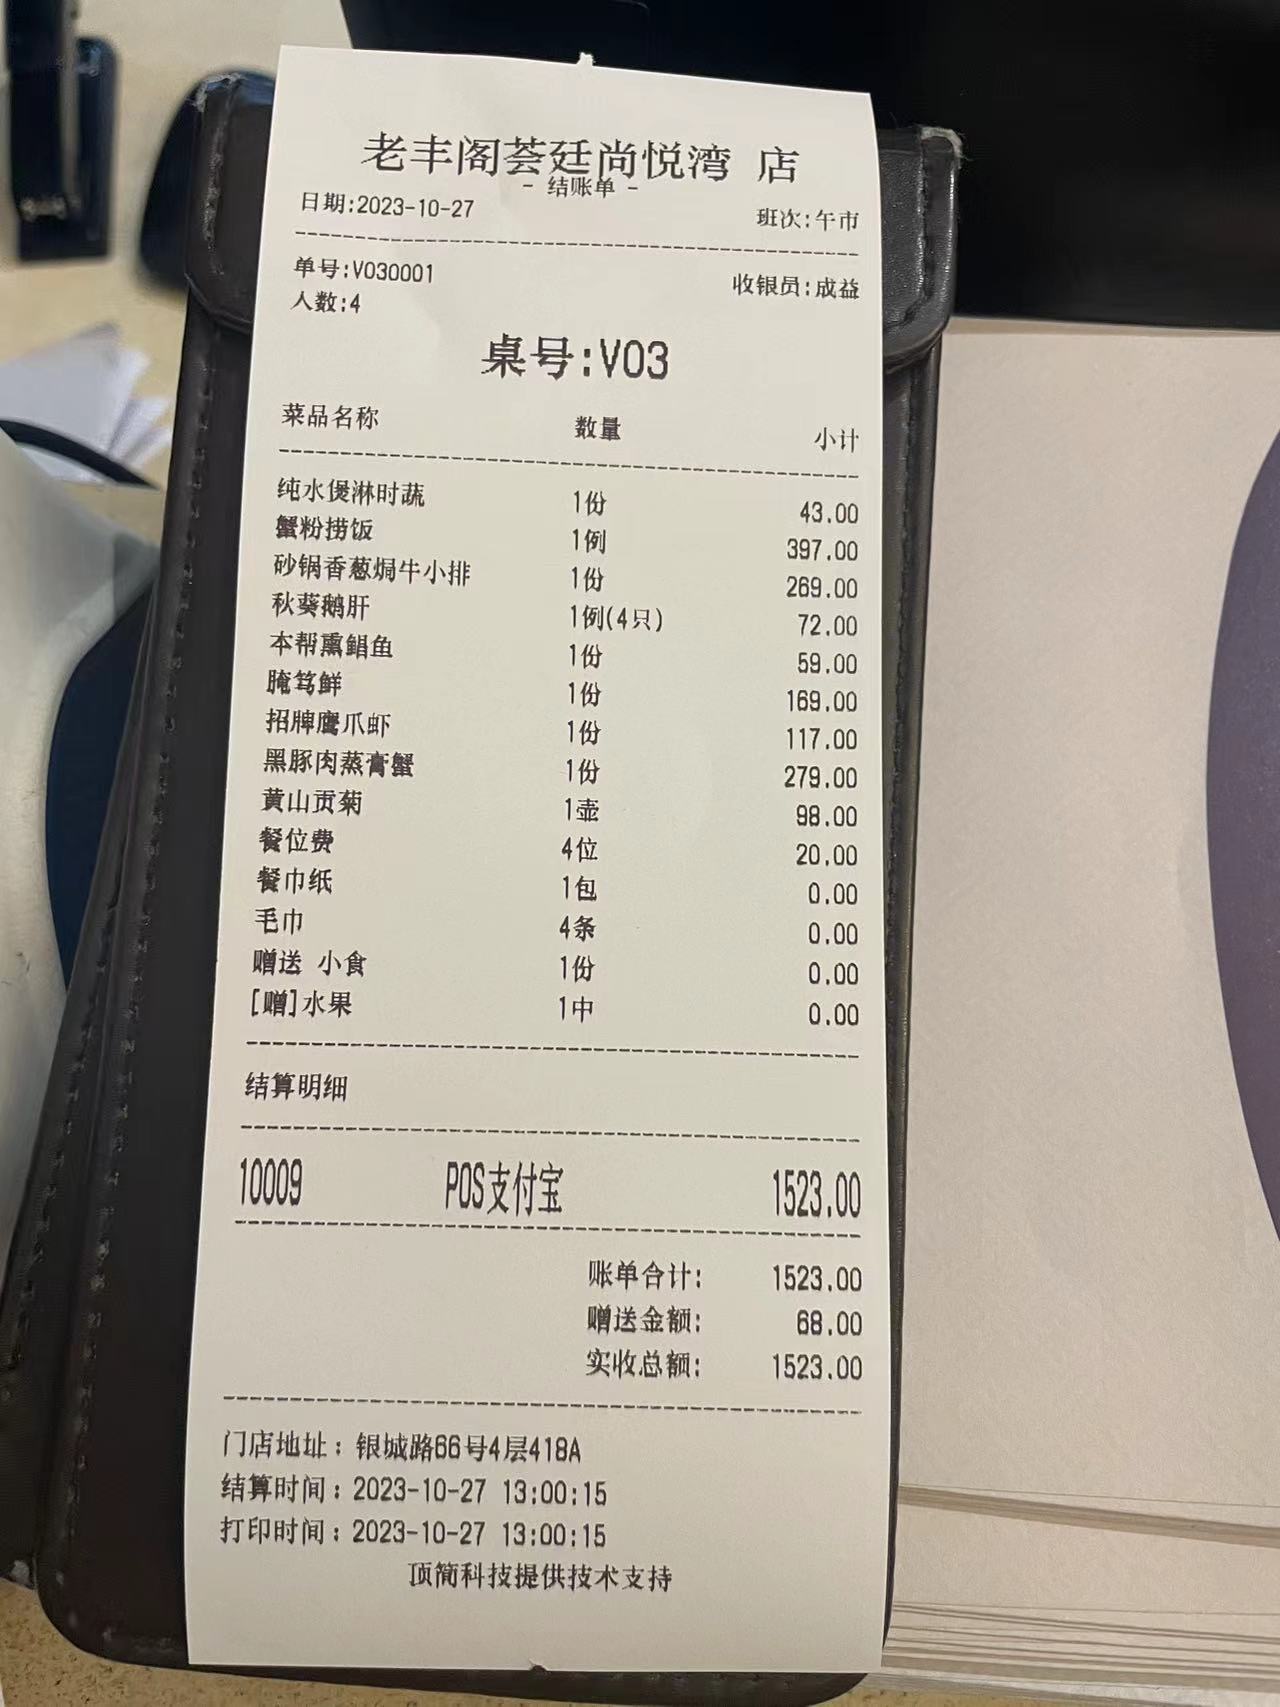 老丰阁荟廷尚悦湾 店
- 结账单 -
日期:2023-10-27 班次:午市
单号:V030001 收银员:成益
人数:4
桌号:V03
菜品名称 数量 小计
纯水煲淋时蔬 1份 43.00
蟹粉捞饭 1例 397.00
砂锅香葱焗牛小排 1份 269.00
秋葵鹅肝 1例(4只) 72.00
本帮熏鲳鱼 1份 59.00
腌笃鲜 1份 169.00
招牌鹰爪虾 1份 117.00
黑豚肉蒸膏蟹 1份 279.00
黄山贡菊 1壶 98.00
餐位费 4位 20.00
餐巾纸 1包 0.00
毛巾 4条 0.00
赠送 小食 1份 0.00
[赠]水果 1中 0.00
结算明细
10009 POS支付宝 1523.00
账单合计: 1523.00
赠送金额: 68.00
实收总额: 1523.00
门店地址：银城路66号4层418A
结算时间：2023-10-27 13:00:15
打印时间：2023-10-27 13:00:15
顶简科技提供技术支持